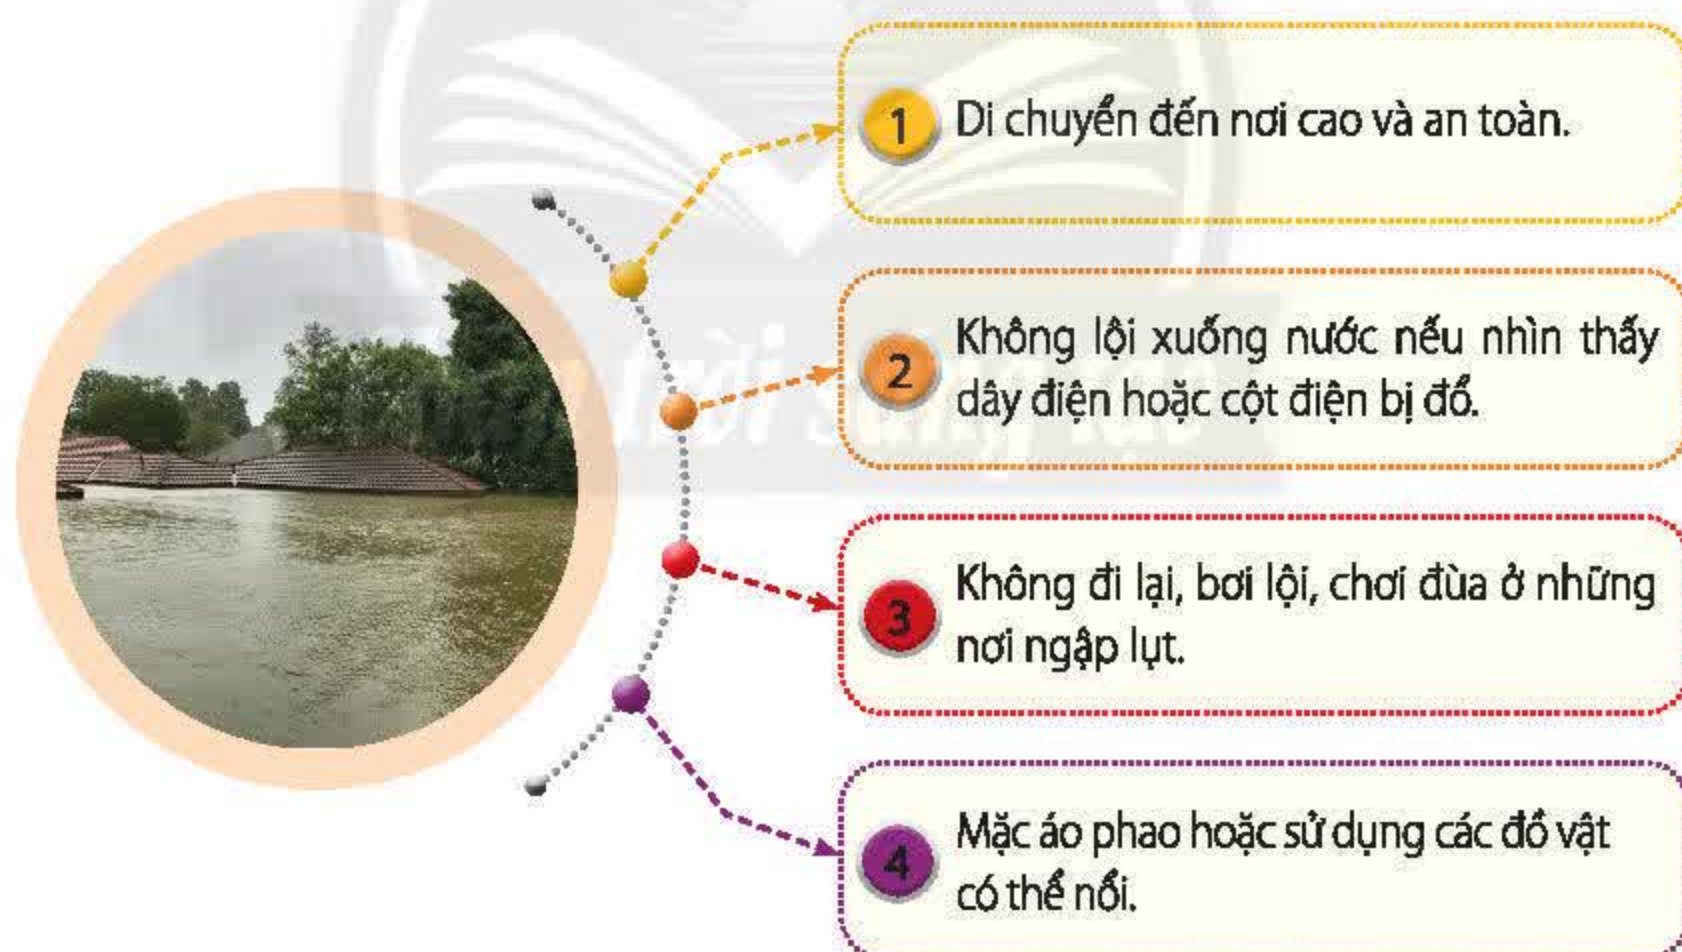 1 Di chuyển đến nơi cao và an toàn.
2 Không lội xuống nước nếu nhìn thấy
dây điện hoặc cột điện bị đổ.
3 Không đi lại, bơi lội, chơi đùa ở những
nơi ngập lụt.
4 Mặc áo phao hoặc sử dụng các đồ vật
có thể nổi.